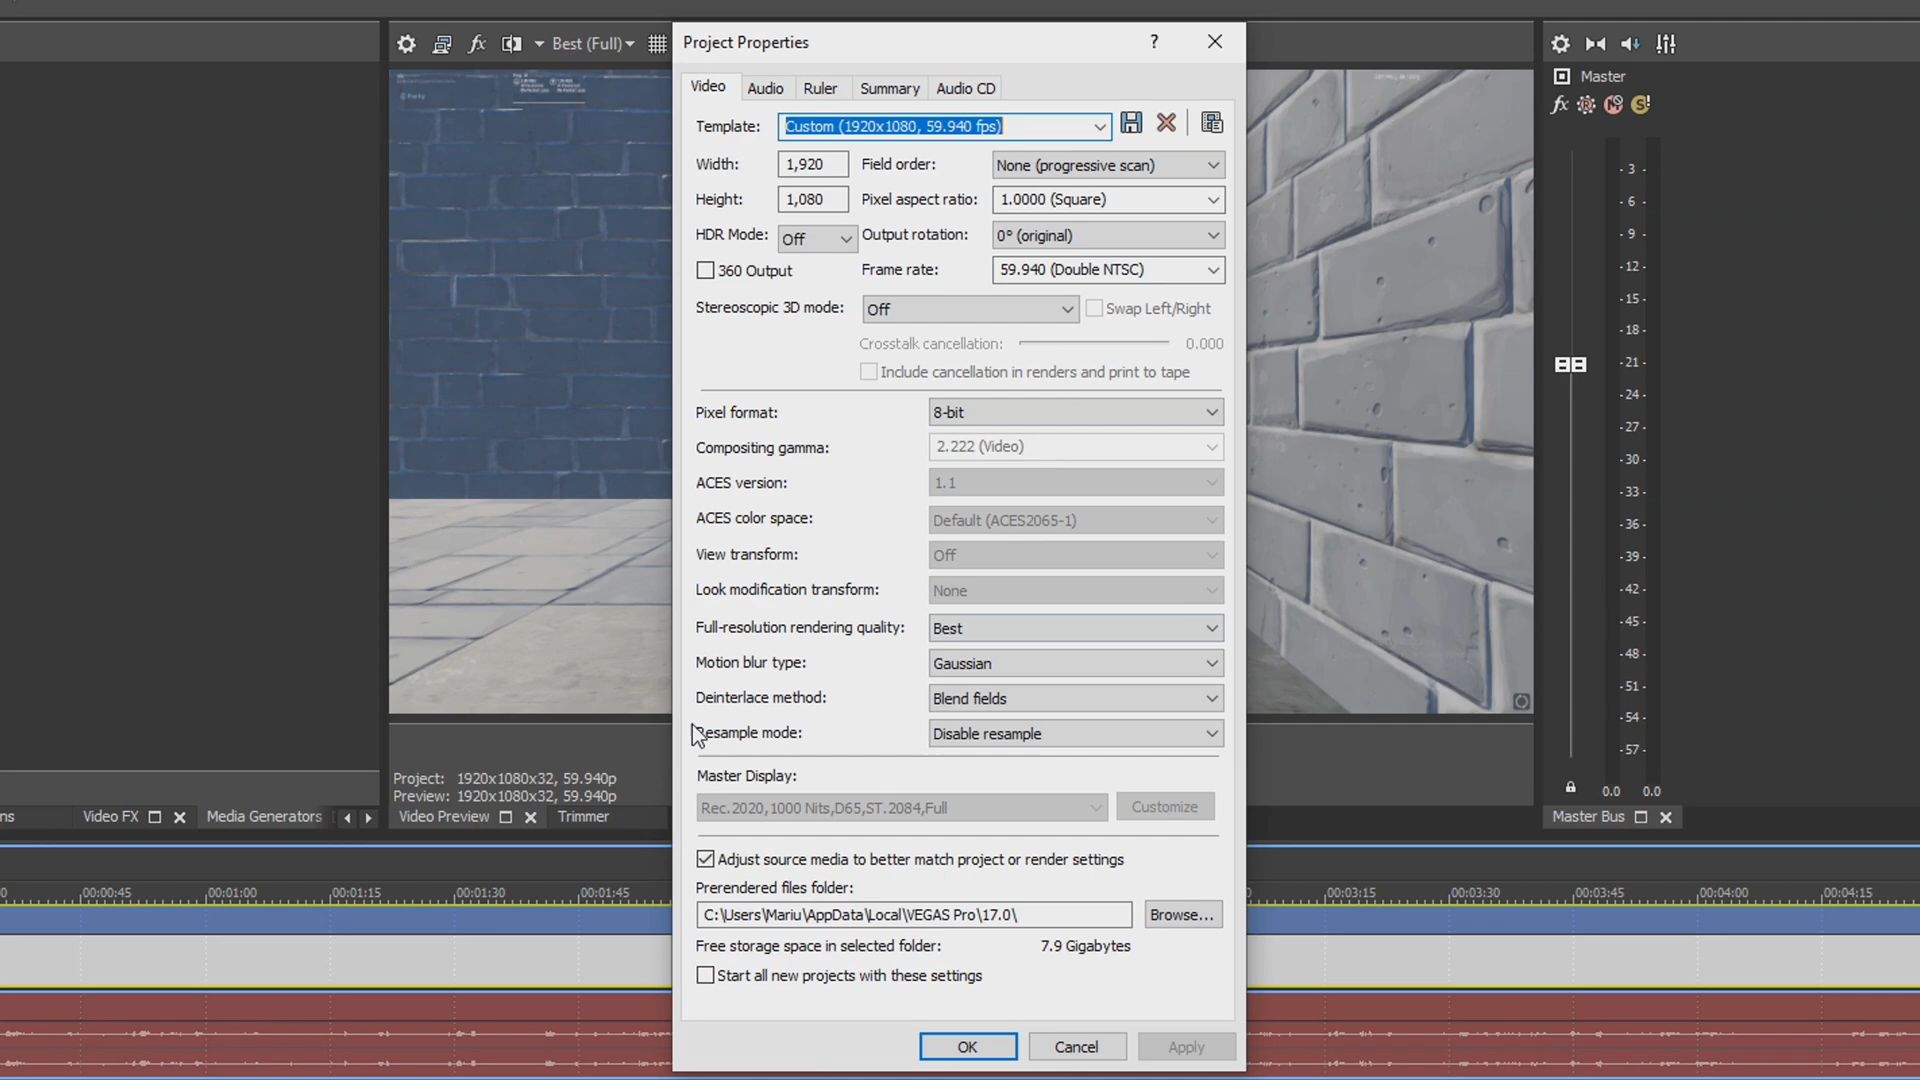 Best (Full)
Project Properties
?
Video
Audio
Ruler
Summary
Audio CD
Template:
Custom (1920x1080, 59.940 fps)
Width:
1,920
Field order:
None (progressive scan)
Height:
1,080
Pixel aspect ratio:
1.0000 (Square)
HDR Mode:
Off
Output rotation:
0° (original)
360 Output
Frame rate:
59.940 (Double NTSC)
Stereoscopic 3D mode:
Off
Swap Left/Right
Crosstalk cancellation:
0.000
Include cancellation in renders and print to tape
Pixel format:
8-bit
Compositing gamma:
2.222 (Video)
ACES version:
1.1
ACES color space:
Default (ACES2065-1)
View transform:
Off
Look modification transform:
None
Full-resolution rendering quality:
Best
Motion blur type:
Gaussian
Deinterlace method:
Blend fields
Resample mode:
Disable resample
Master Display:
Rec.2020,1000 Nits,D65,ST.2084,Full
Customize
Adjust source media to better match project or render settings
Prerendered files folder:
C:\Users\Mariu\AppData\Local\VEGAS Pro\17.0\
Browse...
Free storage space in selected folder:
7.9 Gigabytes
Start all new projects with these settings
OK
Cancel
Apply
Party
Project: 1920x1080x32, 59.940p
Preview: 1920x1080x32, 59.940p
ns
Video FX
Media Generators
Video Preview
Trimmer
Master
fx
- 3 -
- 6 -
- 9 -
-12-
-15-
-18-
-21-
-24-
-27-
-30-
-33-
-36-
-39-
-42-
-45-
-48-
-51-
-54-
-57-
0.0 0.0
Master Bus
00:00:45
00:01:00
00:01:15
00:01:30
00:01:45
00:03:15
00:03:30
00:03:45
00:04:00
00:04:15